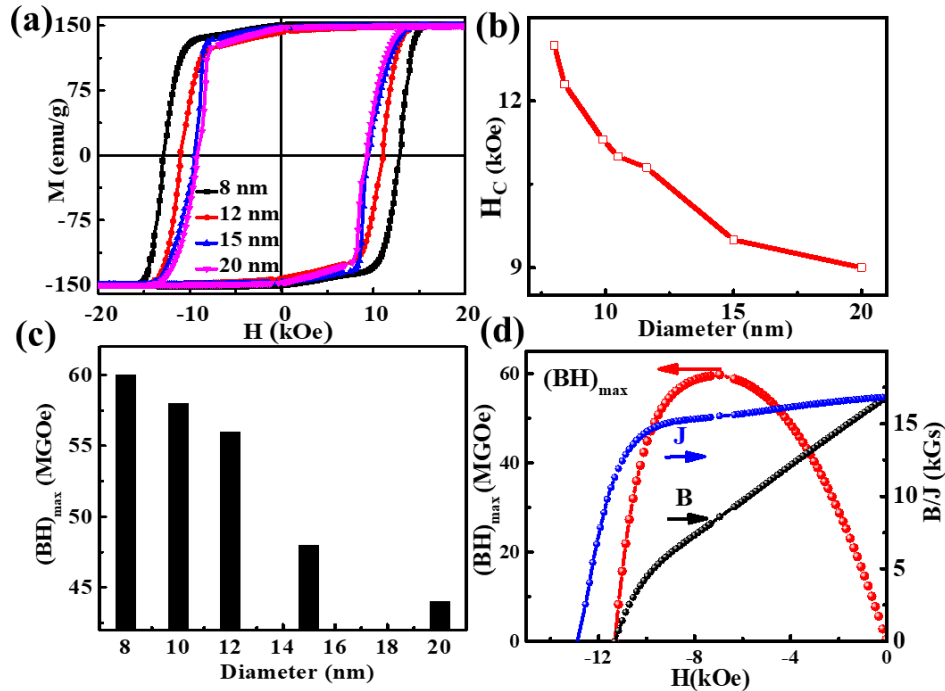 (a)
150
75
0
-75
-150
M (emu/g)
8 nm
12 nm
15 nm
20 nm
-20 -10 0 10 20
H (kOe)
(b)
12
9
H_C (kOe)
10 15 20
Diameter (nm)
(c)
60
55
50
45
(BH)_max (MGOe)
8 10 12 14 16 18 20
Diameter (nm)
(d)
(BH)_max
J
B
60
40
20
0
(BH)_max (MGOe)
15
10
5
0
B/J (kGs)
-12 -8 -4 0
H(kOe)